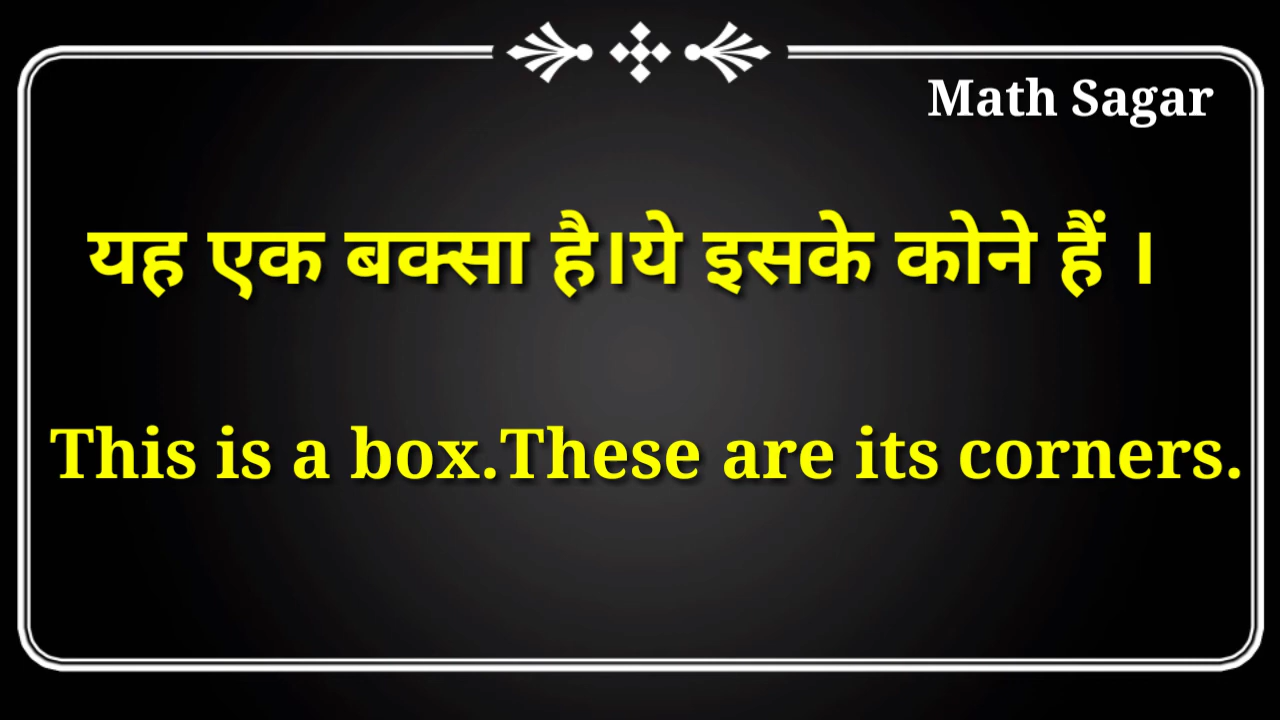 Math Sagar
यह एक बक्सा है।ये इसके कोने हैं ।
This is a box.These are its corners.